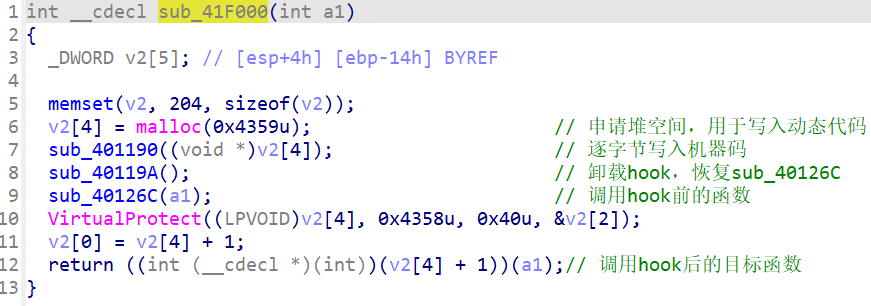 1 int __cdecl sub_41F000(int a1)
2 {
3   _DWORD v2[5]; // [esp+4h] [ebp-14h] BYREF
4
5   memset(v2, 204, sizeof(v2));
6   v2[4] = malloc(0x4359u);                      // 申请堆空间，用于写入动态代码
7   sub_401190((void *)v2[4]);                    // 逐字节写入机器码
8   sub_40119A();                                 // 卸载hook，恢复sub_40126C
9   sub_40126C(a1);                               // 调用hook前的函数
10   VirtualProtect((LPVOID)v2[4], 0x4358u, 0x40u, &v2[2]);
11   v2[0] = v2[4] + 1;
12   return ((int (__cdecl *)(int))(v2[4] + 1))(a1);// 调用hook后的目标函数
13 }